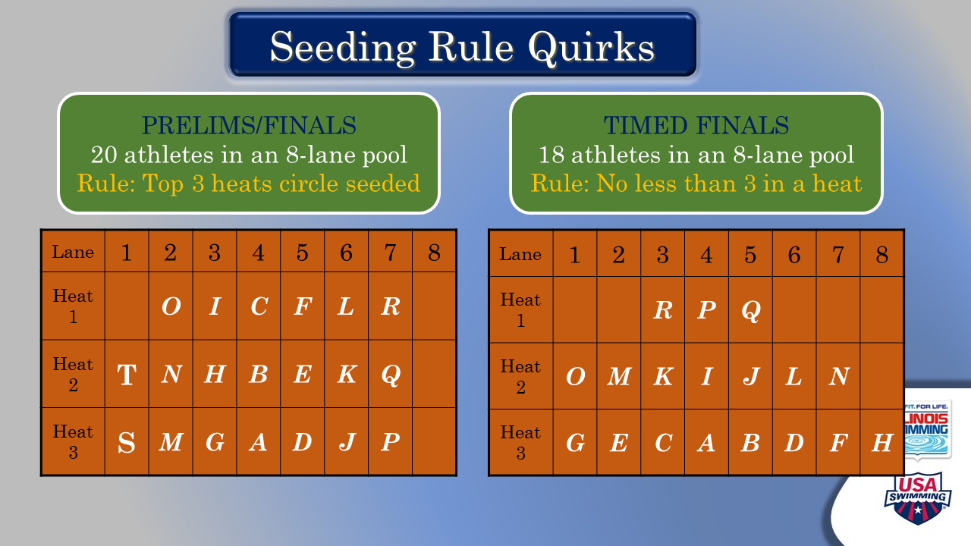 Seeding Rule Quirks
PRELIMS/FINALS
20 athletes in an 8-lane pool
Rule: Top 3 heats circle seeded
Lane 1 2 3 4 5 6 7 8
Heat 1 O I C F L R
Heat 2 T N H B E K Q
Heat 3 S M G A D J P
TIMED FINALS
18 athletes in an 8-lane pool
Rule: No less than 3 in a heat
Lane 1 2 3 4 5 6 7 8
Heat 1 R P Q
Heat 2 O M K I J L N
Heat 3 G E C A B D F H
FIT. FOR LIFE.
LINOIS
IMMING
USA
SWIMMING